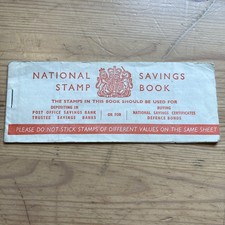 NATIONAL SAVINGS
STAMP BOOK
THE STAMPS IN THIS BOOK SHOULD BE USED FOR
DEPOSITING IN
POST OFFICE SAVINGS BANK
TRUSTEE SAVINGS BANKS
OR FOR
BUYING
NATIONAL SAVINGS CERTIFICATES
DEFENCE BONDS
PLEASE DO NOT STICK STAMPS OF DIFFERENT VALUES ON THE SAME SHEET